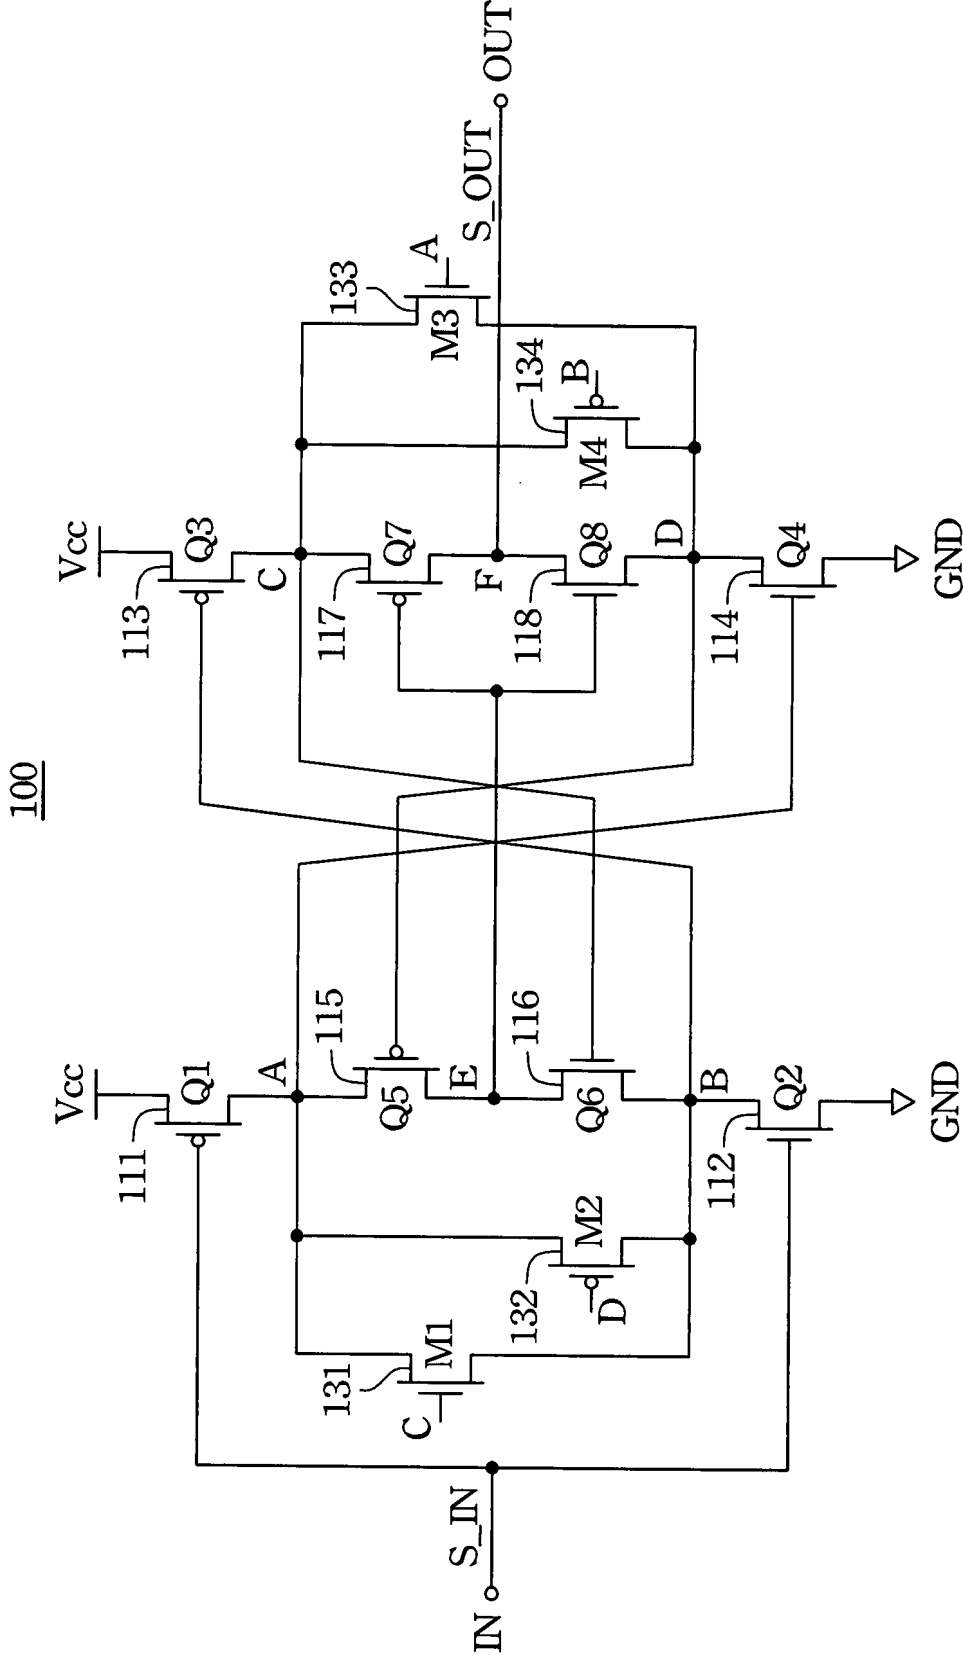 100
Vcc
Vcc
111
Q1
113
Q3
A
C
131
M1
C
115
Q5
117
Q7
133
M3
A
IN
S_IN
E
F
S_OUT
OUT
132
M2
D
116
Q6
118
Q8
134
M4
B
B
D
112
Q2
114
Q4
GND
GND